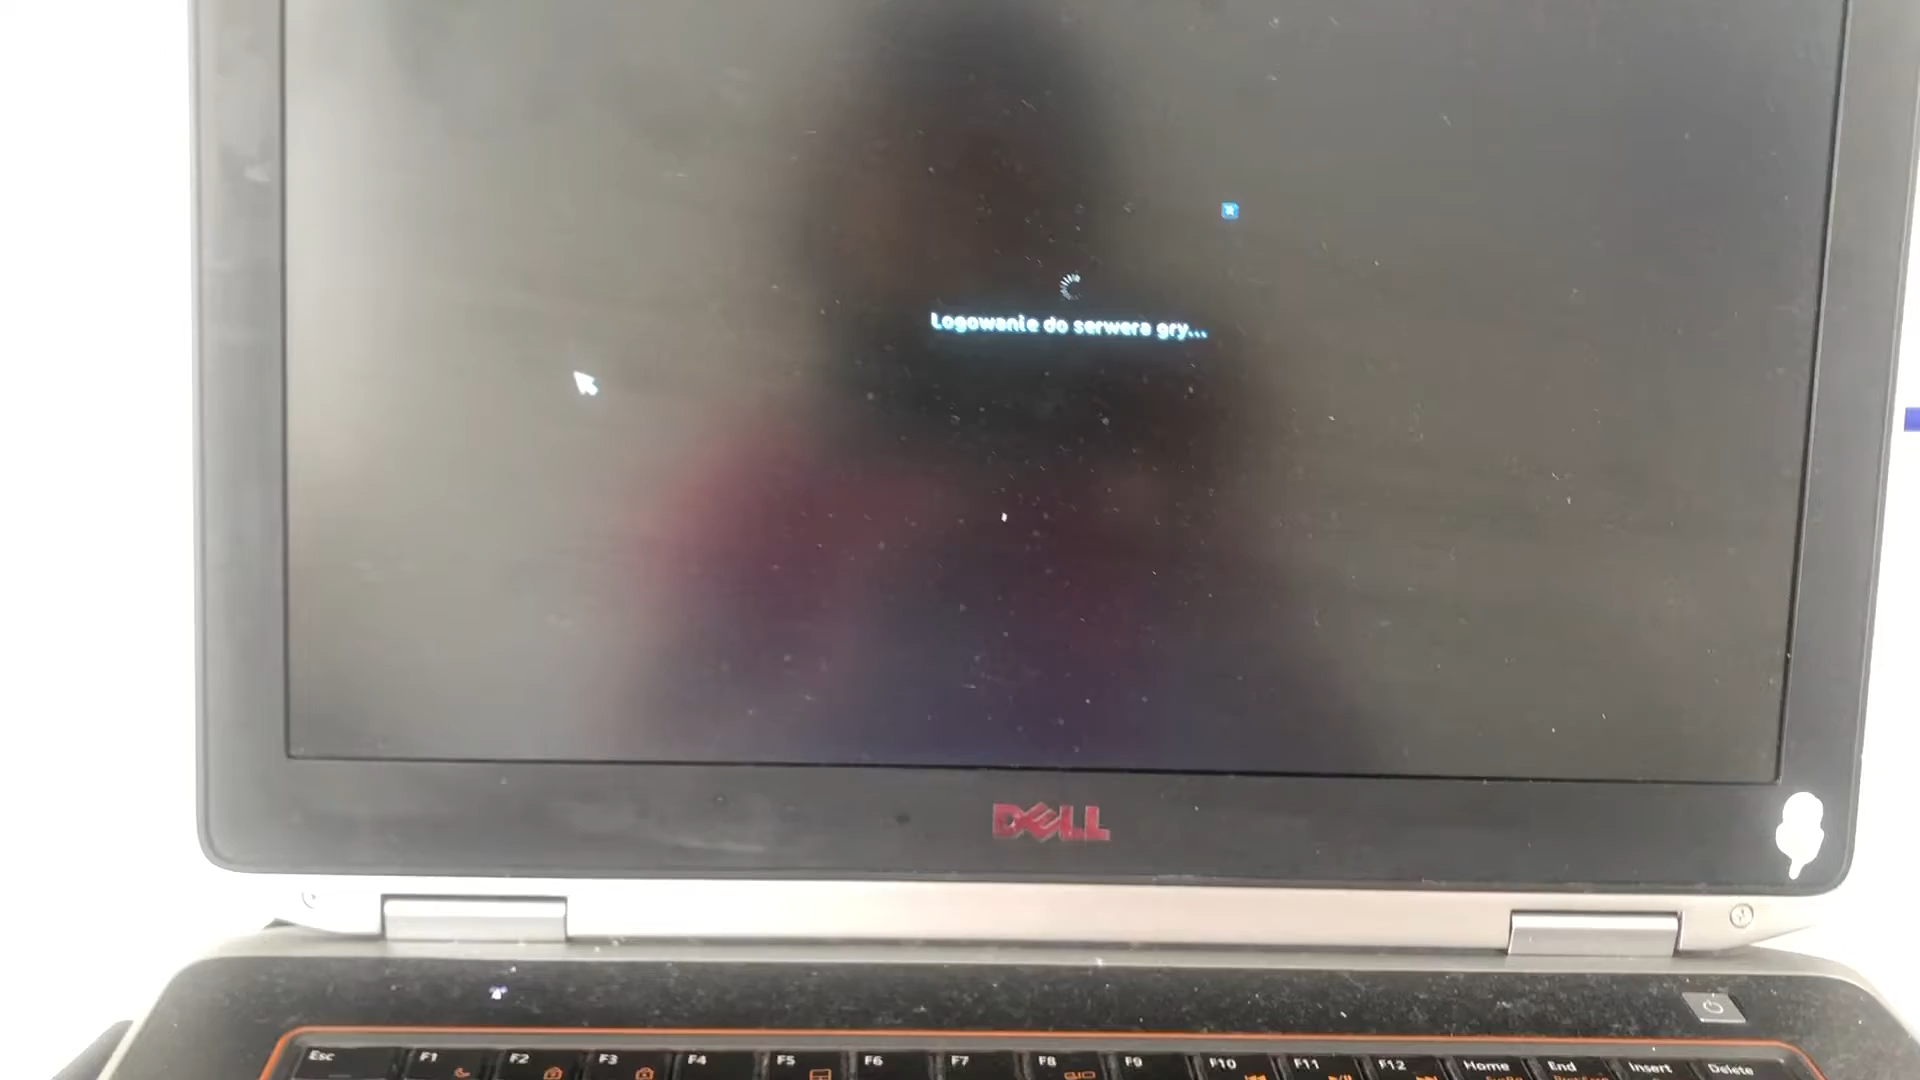 Logowanie do serwera gry...
DELL
Esc F1 F2 F3 F4 F5 F6 F7 F8 F9 F10 F11 F12 Home End Insert Delete